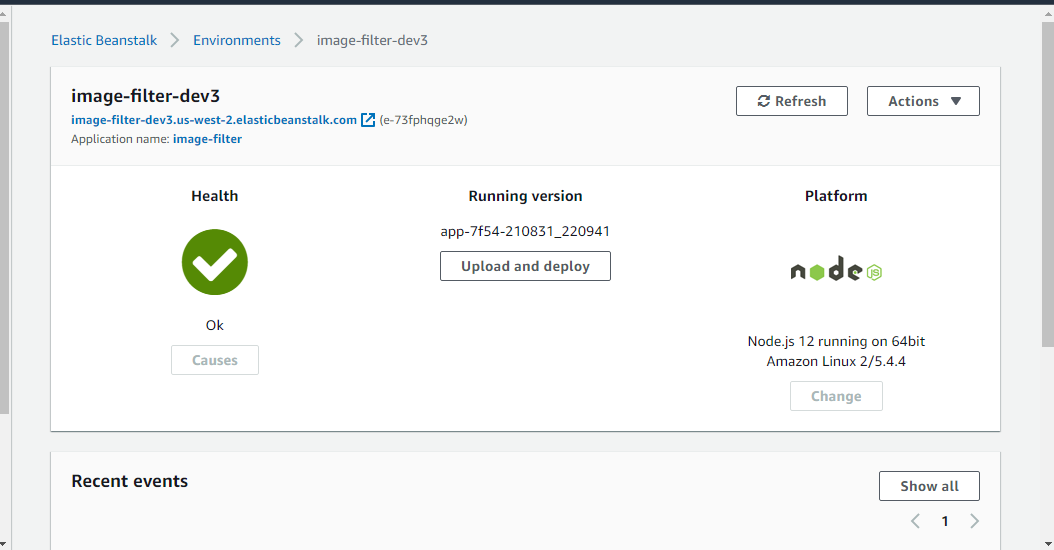 Elastic Beanstalk > Environments > image-filter-dev3
image-filter-dev3
Refresh
Actions
image-filter-dev3.us-west-2.elasticbeanstalk.com (e-73fphqge2w)
Application name: image-filter
Health
Running version
Platform
app-7f54-210831_220941
Upload and deploy
node
JS
Ok
Causes
Node.js 12 running on 64bit
Amazon Linux 2/5.4.4
Change
Recent events
Show all
1